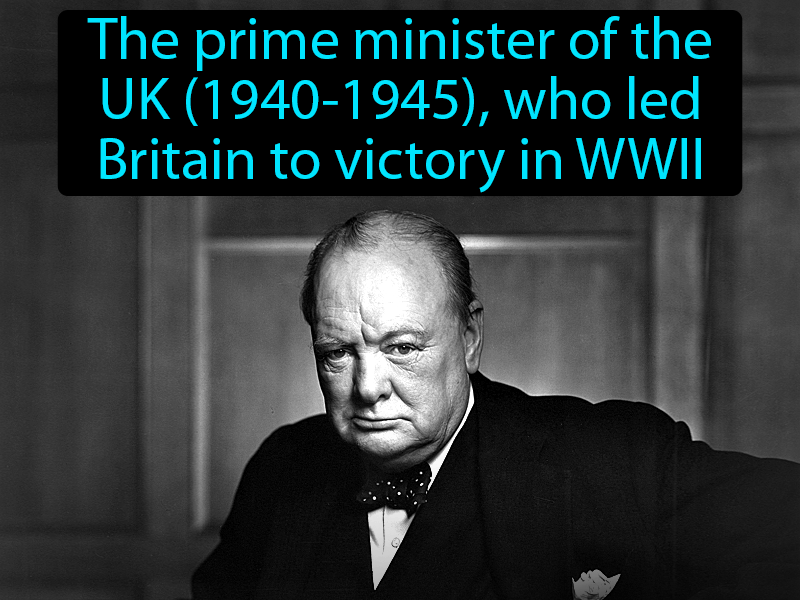 The prime minister of the
UK (1940-1945), who led
Britain to victory in WWII